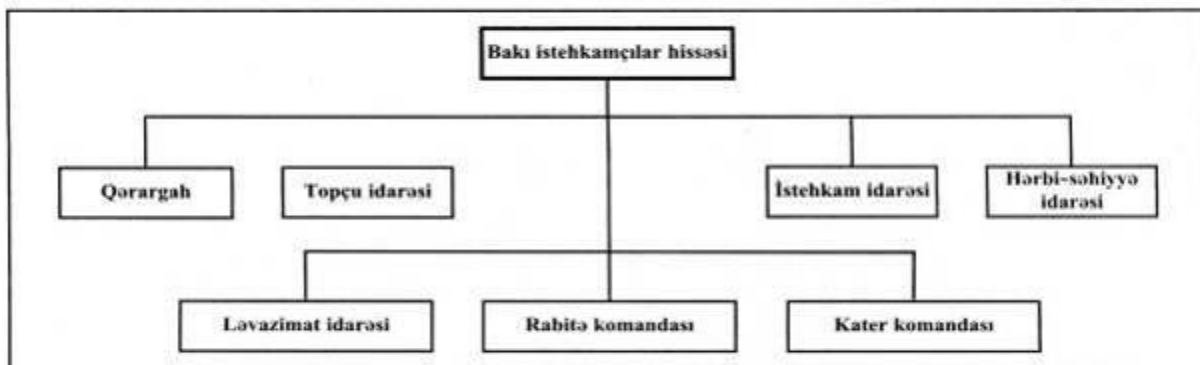 Bakı istehkamçılar hissəsi
Qərargah
Topçu idarəsi
İstehkam idarəsi
Hərbi-səhiyyə
idarəsi
Ləvazimat idarəsi
Rabitə komandası
Kater komandası